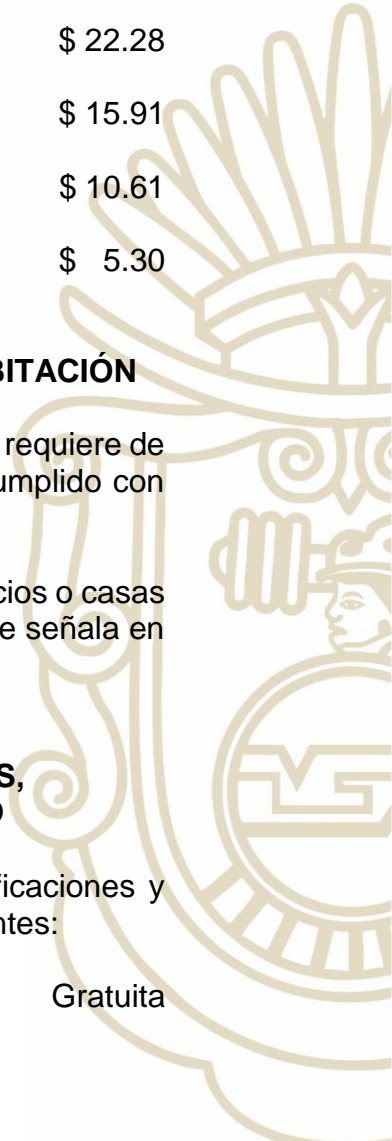 $ 22.28
$ 15.91
$ 10.61
$ 5.30
BITACIÓN
requiere de
umplido con
cios o casas
e señala en
S,
O
ficaciones y
ntes:
Gratuita